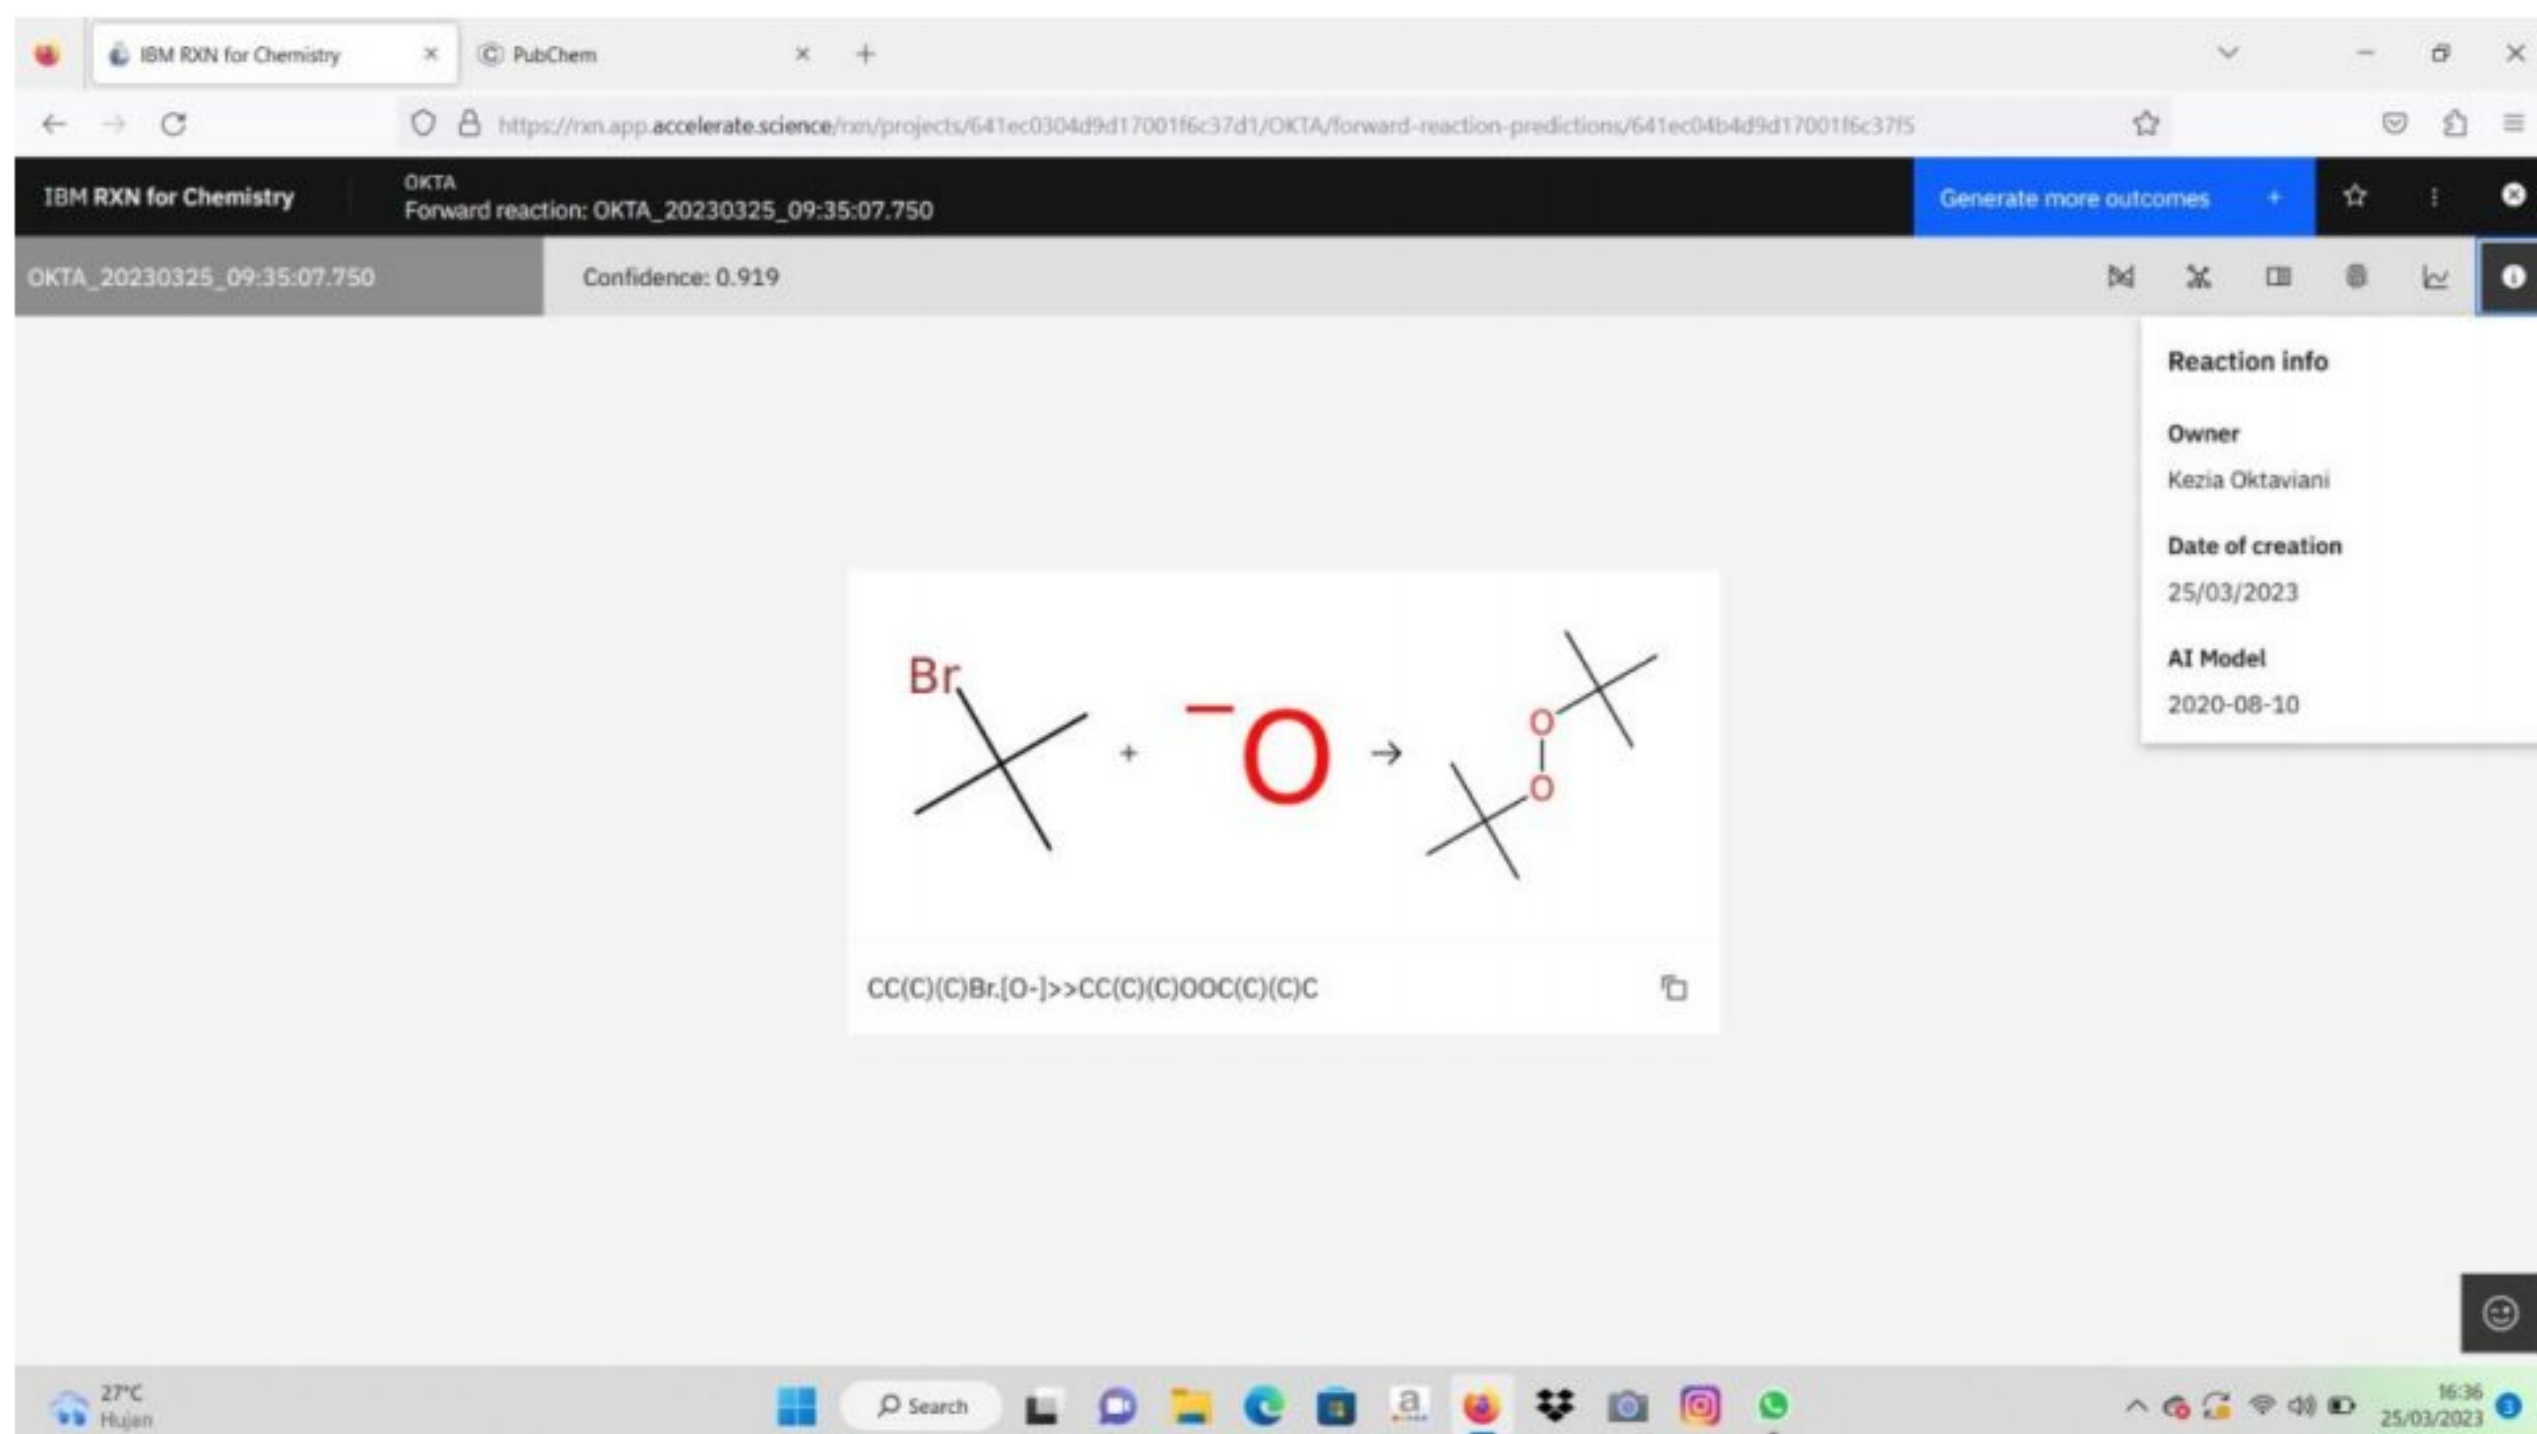 IBM RXN for Chemistry
PubChem
https://rxn.app.accelerate.science/rxn/projects/641ec0304d9d17001f6c37d1/OKTA/forward-reaction-predictions/641ec04b4d9d17001f6c37f5
IBM RXN for Chemistry
OKTA
Forward reaction: OKTA_20230325_09:35:07.750
Generate more outcomes +
OKTA_20230325_09:35:07.750
Confidence: 0.919
Reaction info
Owner
Kezia Oktaviani
Date of creation
25/03/2023
AI Model
2020-08-10
Br
+
−O
→
O
O
CC(C)(C)Br.[O-]>>CC(C)(C)OOC(C)(C)C
27°C
Hujan
Search
a
16:36
25/03/2023
3